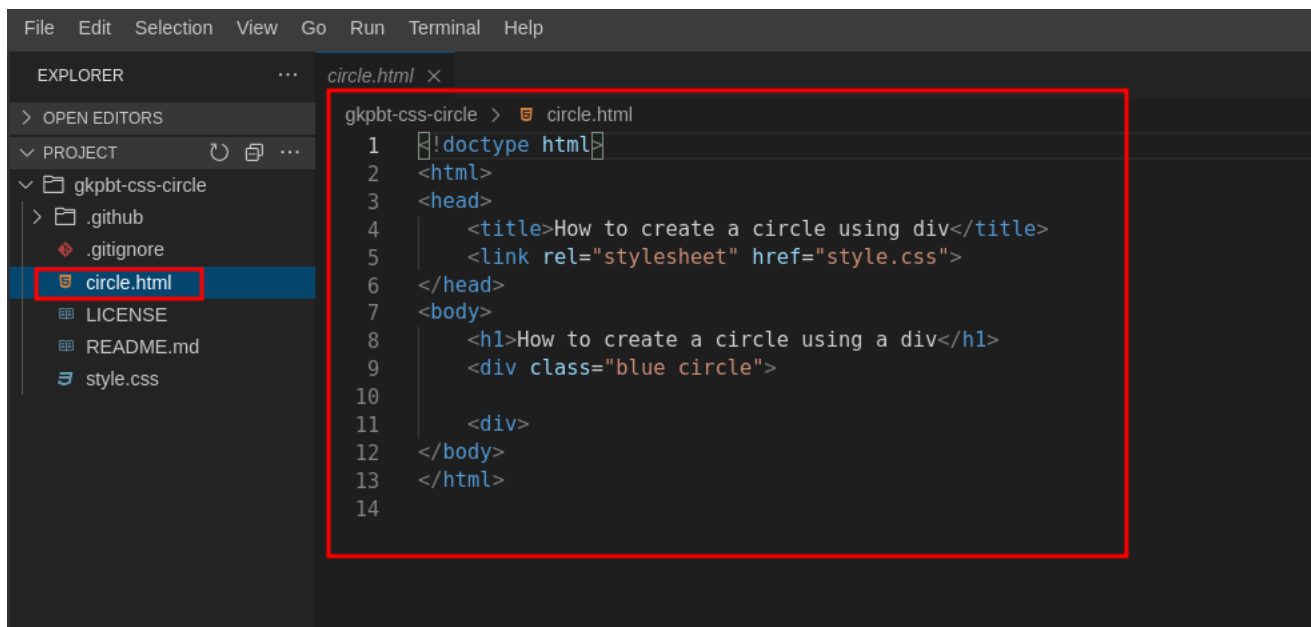 File Edit Selection View Go Run Terminal Help
EXPLORER ...
OPEN EDITORS
PROJECT ...
gkpbt-css-circle
.github
.gitignore
circle.html
LICENSE
README.md
style.css
circle.html ×
gkpbt-css-circle > circle.html
1 <!doctype html>
2 <html>
3 <head>
4 <title>How to create a circle using div</title>
5 <link rel="stylesheet" href="style.css">
6 </head>
7 <body>
8 <h1>How to create a circle using a div</h1>
9 <div class="blue circle">
10
11 <div>
12 </body>
13 </html>
14